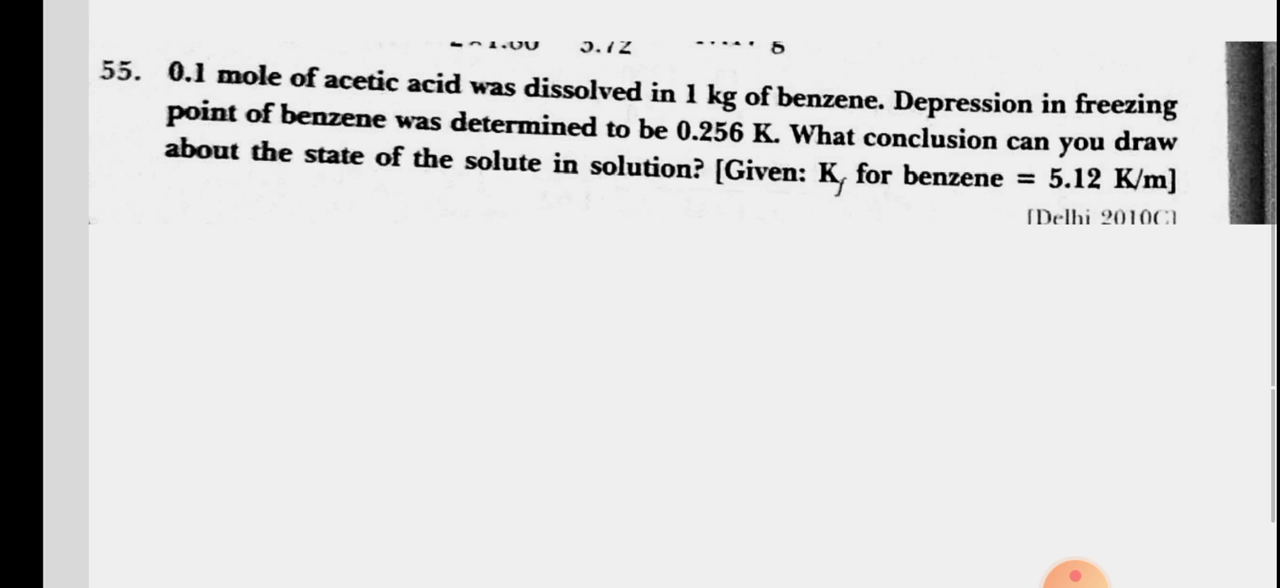 5.72 g
55. 0.1 mole of acetic acid was dissolved in 1 kg of benzene. Depression in freezing
point of benzene was determined to be 0.256 K. What conclusion can you draw
about the state of the solute in solution? [Given: K_f for benzene = 5.12 K/m]
[Delhi 2010C]